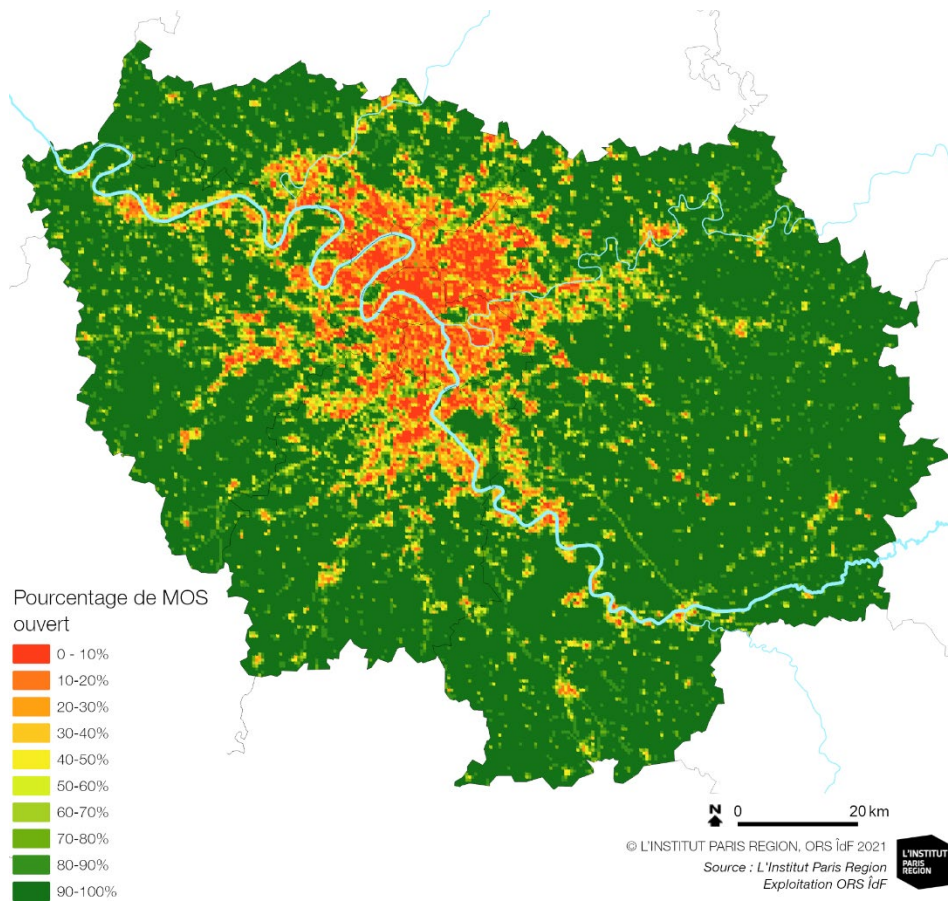 Pourcentage de MOS
ouvert
0 - 10%
10-20%
20-30%
30-40%
40-50%
50-60%
60-70%
70-80%
80-90%
90-100%
N 0 20 km
© L'INSTITUT PARIS REGION, ORS ÎdF 2021
Source : L'Institut Paris Region
Exploitation ORS ÎdF
L'INSTITUT
PARIS
REGION